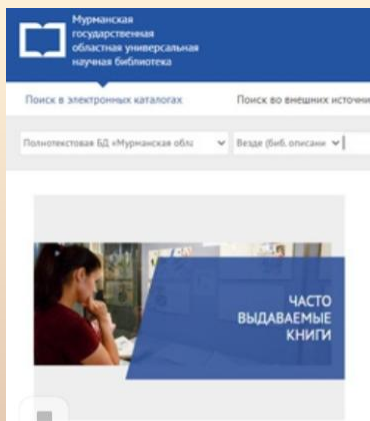 Мурманская
государственная
областная универсальная
научная библиотека
Поиск в электронных каталогах Поиск во внешних источни
Полнотекстовая БД «Мурманская обла Везде (биб. описани
ЧАСТО
ВЫДАВАЕМЫЕ
КНИГИ